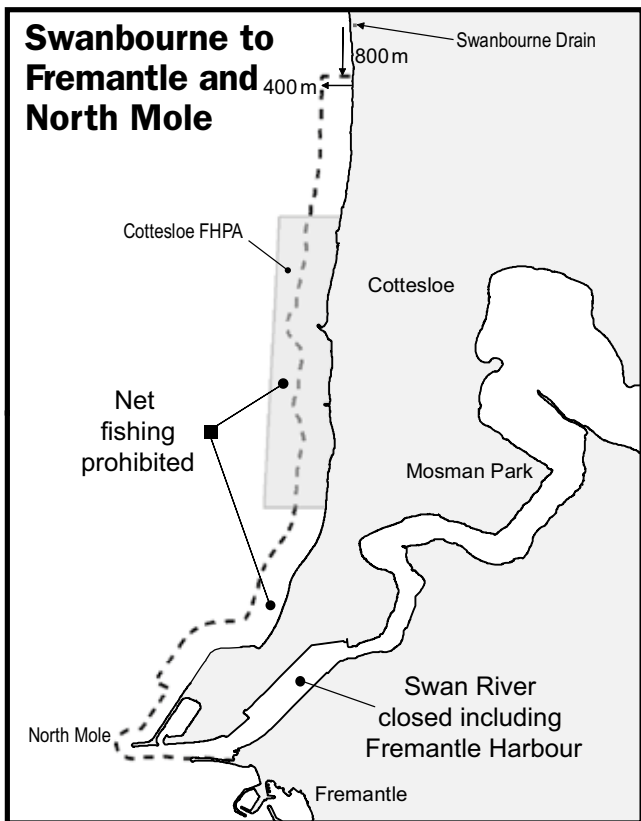 Swanbourne to
Fremantle and
North Mole
Swanbourne Drain
800 m
400 m
Cottesloe FHPA
Cottesloe
Net
fishing
prohibited
Mosman Park
Swan River
closed including
Fremantle Harbour
North Mole
Fremantle